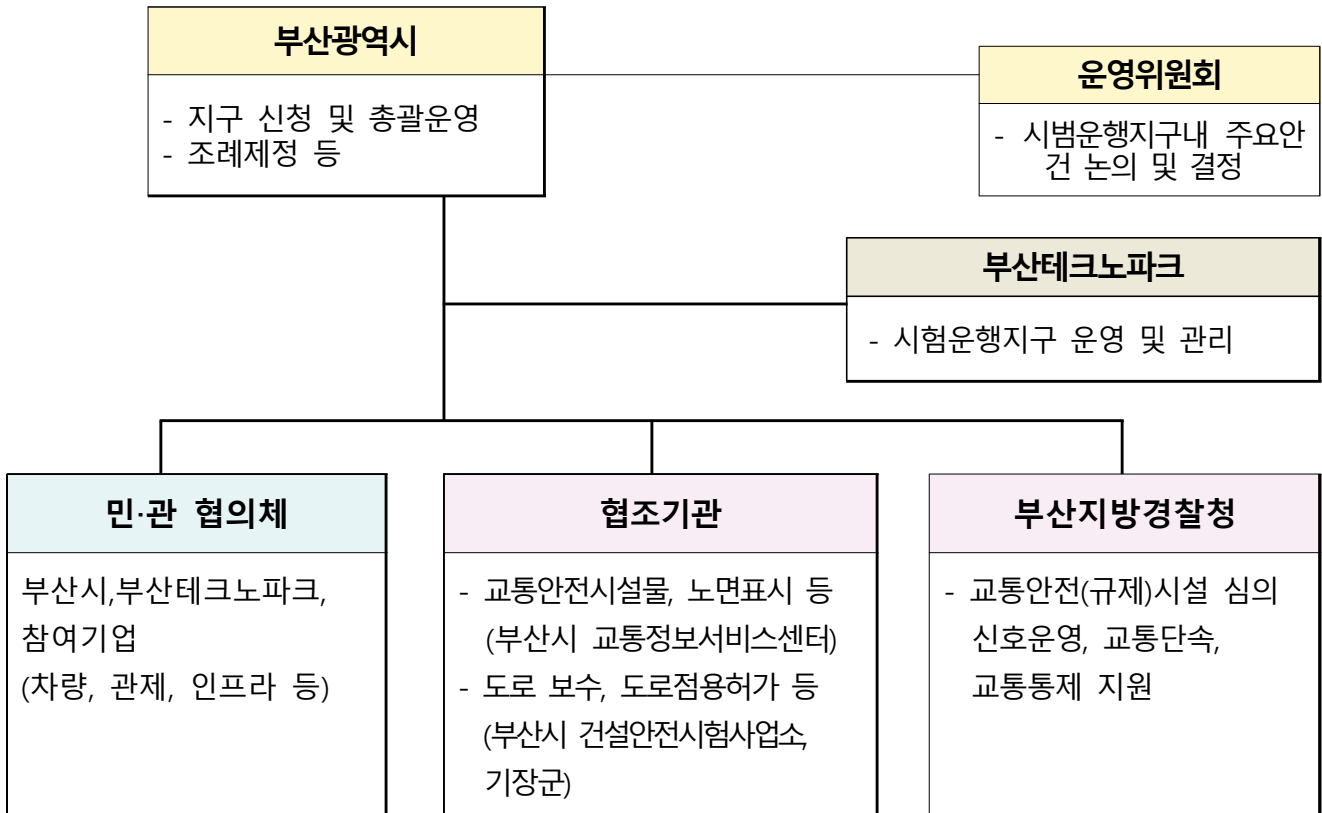 부산광역시
- 지구 신청 및 총괄운영
- 조례제정 등
운영위원회
- 시범운행지구내 주요안
건 논의 및 결정
부산테크노파크
- 시험운행지구 운영 및 관리
민·관 협의체
부산시,부산테크노파크,
참여기업
(차량, 관제, 인프라 등)
협조기관
- 교통안전시설물, 노면표시 등
(부산시 교통정보서비스센터)
- 도로 보수, 도로점용허가 등
(부산시 건설안전시험사업소,
기장군)
부산지방경찰청
- 교통안전(규제)시설 심의
신호운영, 교통단속,
교통통제 지원